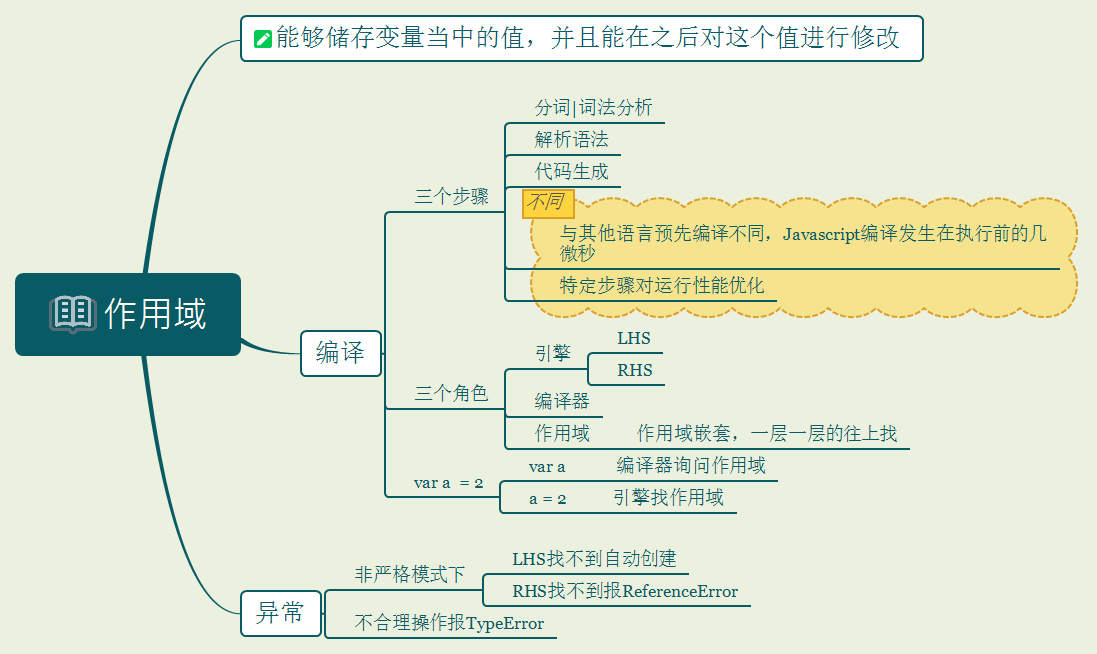 能够储存变量当中的值，并且能在之后对这个值进行修改
分词|词法分析
解析语法
代码生成
三个步骤
不同
与其他语言预先编译不同，Javascript编译发生在执行前的几
微秒
特定步骤对运行性能优化
作用域
编译
LHS
引擎
RHS
三个角色
编译器
作用域 作用域嵌套，一层一层的往上找
var a 编译器询问作用域
var a = 2
a = 2 引擎找作用域
LHS找不到自动创建
非严格模式下
RHS找不到报ReferenceError
异常
不合理操作报TypeError